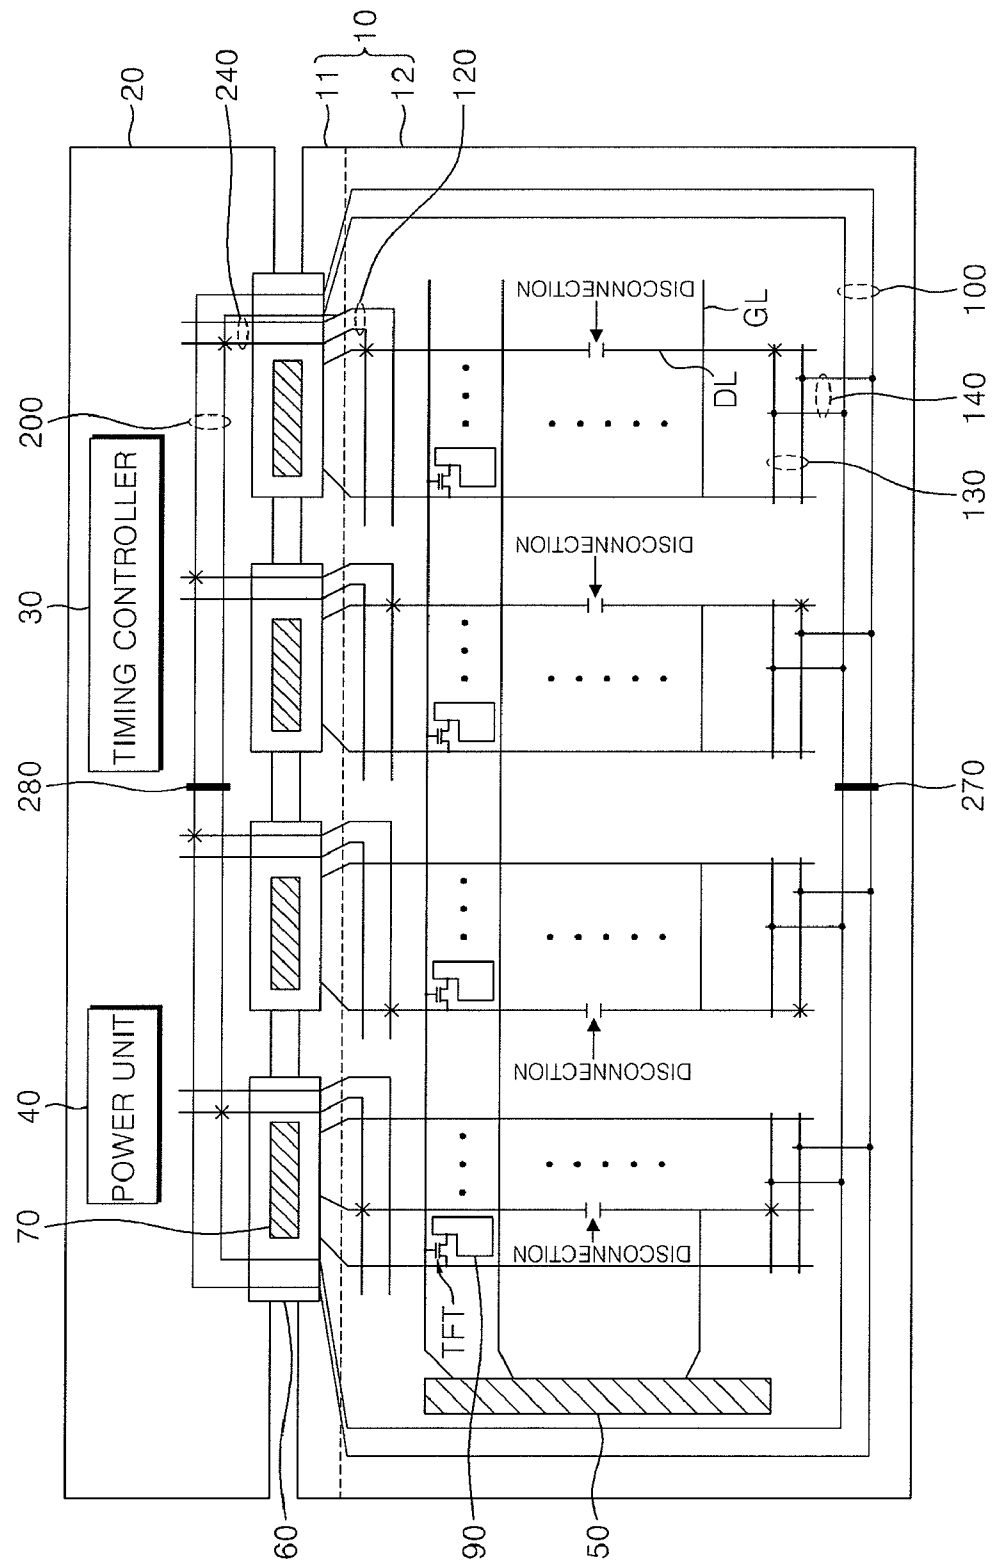 20
240
11
10
12
120
200
30
TIMING CONTROLLER
280
40
POWER UNIT
70
60
90
50
TFT
DISCONNECTION
DISCONNECTION
DISCONNECTION
DISCONNECTION
GL
DL
100
140
130
270